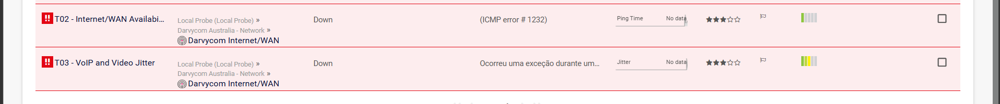 !! T02 - Internet/WAN Availabi...
Local Probe (Local Probe) »
Darvycom Australia - Network »
Darvycom Internet/WAN
Down
(ICMP error # 1232)
Ping Time No data
!! T03 - VoIP and Video Jitter
Local Probe (Local Probe) »
Darvycom Australia - Network »
Darvycom Internet/WAN
Down
Ocorreu uma exceção durante um...
Jitter No data